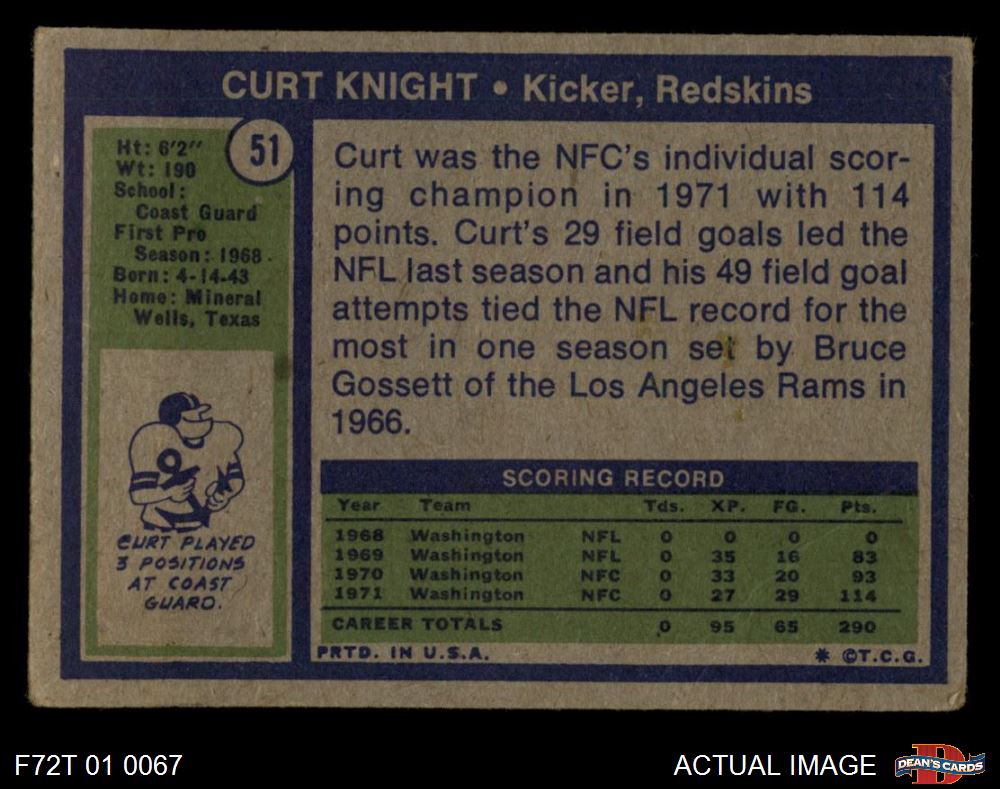 CURT KNIGHT • Kicker, Redskins
51
Ht: 6'2"
Wt: 190
School:
Coast Guard
First Pro
Season: 1968
Born: 4-14-43
Home: Mineral
Wells, Texas
CURT PLAYED
3 POSITIONS
AT COAST
GUARD.
Curt was the NFC's individual scor-
ing champion in 1971 with 114
points. Curt's 29 field goals led the
NFL last season and his 49 field goal
attempts tied the NFL record for the
most in one season set by Bruce
Gossett of the Los Angeles Rams in
1966.
SCORING RECORD
Year Team Tds. XP. FG. Pts.
1968 Washington NFL 0 0 0 0
1969 Washington NFL 0 35 16 83
1970 Washington NFC 0 33 20 93
1971 Washington NFC 0 27 29 114
CAREER TOTALS 0 95 65 290
PRTD. IN U.S.A. * ©T.C.G.
F72T 01 0067 ACTUAL IMAGE
D
DEAN'S CARDS